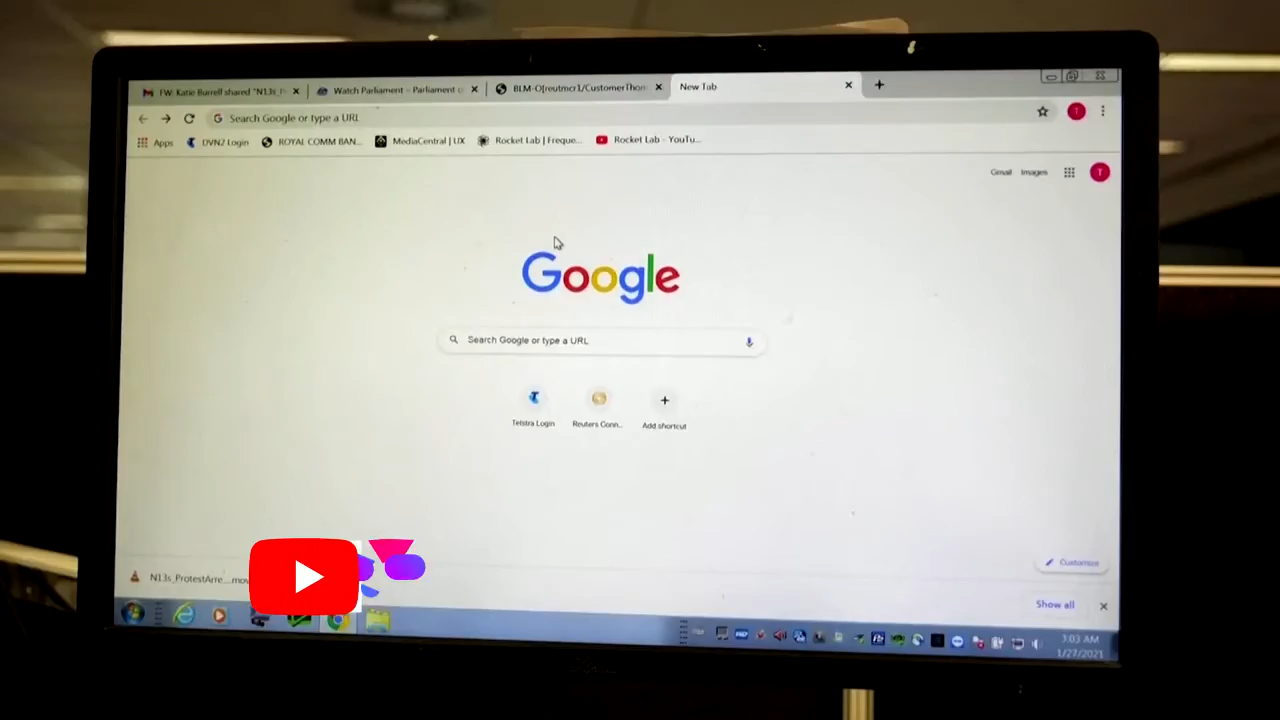 FW: Katie Burrell shared "N13s_P
Watch Parliament – Parliament o
BLM-O[reutmcr1/CustomerThom
New Tab
Search Google or type a URL
Apps
DVN2 Login
ROYAL COMM BAN...
MediaCentral | UX
Rocket Lab | Freque...
Rocket Lab - YouTu...
Gmail
Images
T
Google
Search Google or type a URL
Telstra Login
Reuters Conn...
Add shortcut
Customize
N13s_ProtestArre....mov
Show all
3:03 AM
1/27/2021